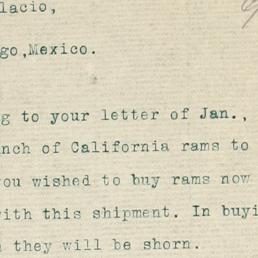 lacio,
go,Mexico.
g to your letter of Jan.,
nch of California rams to
ou wished to buy rams now
with this shipment. In buyi
they will be shorn.